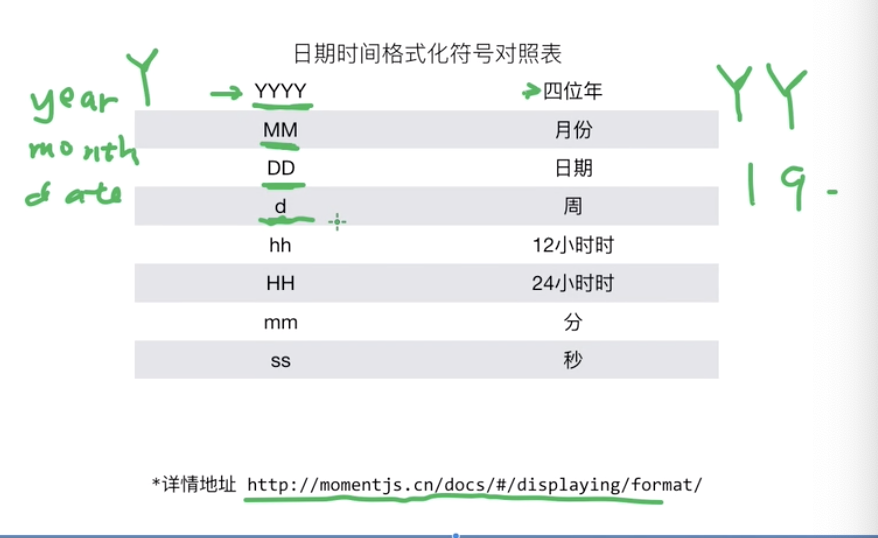 日期时间格式化符号对照表
Y
YY
year
YYYY 四位年
MM 月份
month
DD 日期
date
19-
d 周
hh 12小时时
HH 24小时时
mm 分
ss 秒
*详情地址 http://momentjs.cn/docs/#/displaying/format/